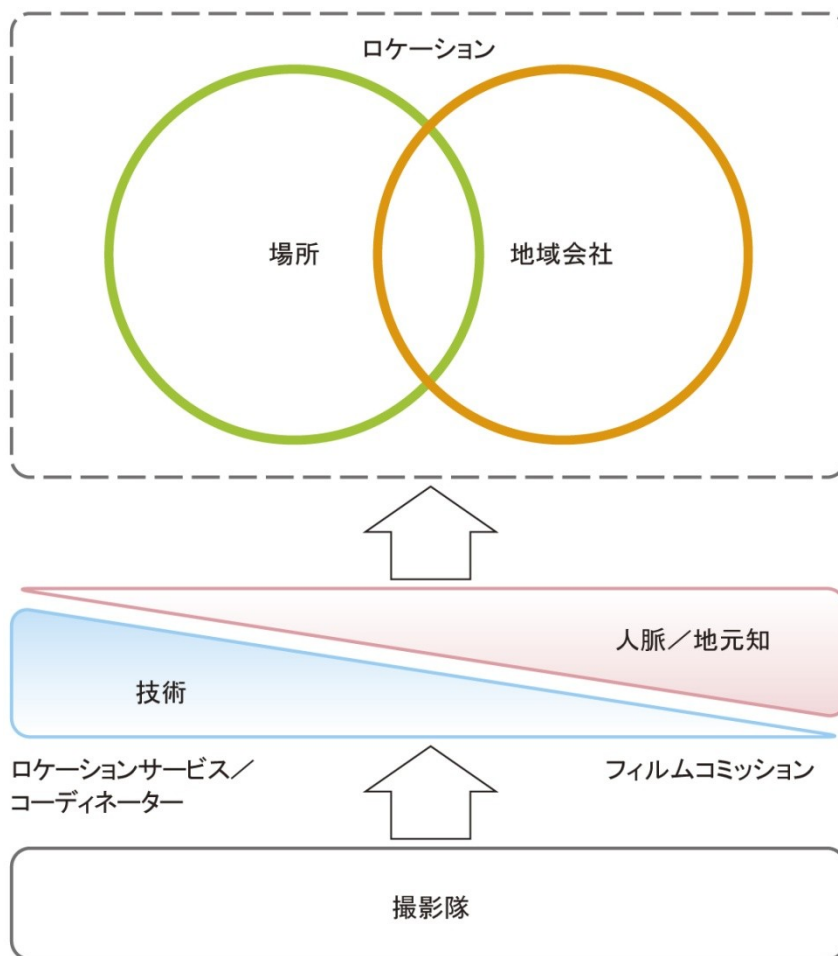 ロケーション
場所
地域会社
人脈／地元知
技術
ロケーションサービス／
コーディネーター
フィルムコミッション
撮影隊